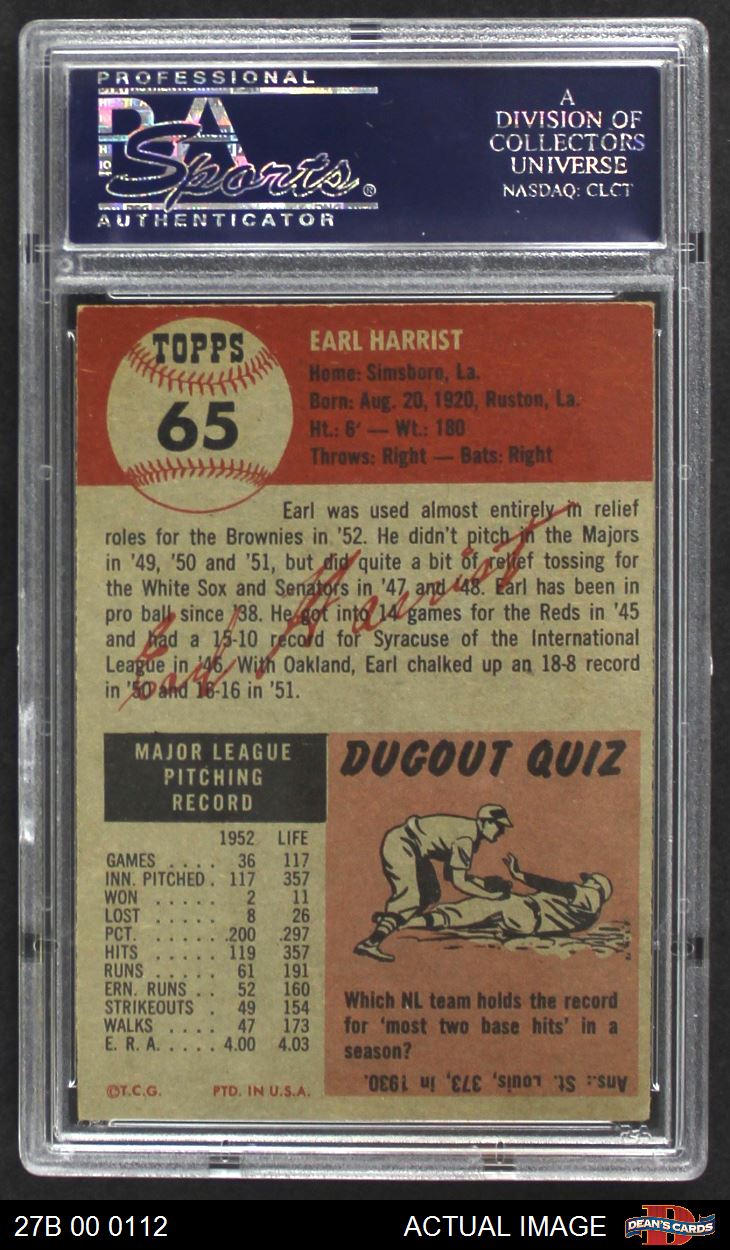 PROFESSIONAL
PSA
Sports®
AUTHENTICATOR
A
DIVISION OF
COLLECTORS
UNIVERSE
NASDAQ: CLCT
TOPPS
65
EARL HARRIST
Home: Simsboro, La.
Born: Aug. 20, 1920, Ruston, La.
Ht.: 6' — Wt.: 180
Throws: Right — Bats: Right
Earl was used almost entirely in relief
roles for the Brownies in '52. He didn't pitch in the Majors
in '49, '50 and '51, but did quite a bit of relief tossing for
the White Sox and Senators in '47 and '48. Earl has been in
pro ball since '38. He got into 14 games for the Reds in '45
and had a 15-10 record for Syracuse of the International
League in '46. With Oakland, Earl chalked up an 18-8 record
in '50 and 16-16 in '51.
Earl Harrist
MAJOR LEAGUE
PITCHING
RECORD
1952 LIFE
GAMES . . . . 36 117
INN. PITCHED . 117 357
WON . . . . . 2 11
LOST . . . . . 8 26
PCT. . . . . . .200 .297
HITS . . . . . 119 357
RUNS . . . . . 61 191
ERN. RUNS . . 52 160
STRIKEOUTS . 49 154
WALKS . . . . 47 173
E. R. A. . . . . . 4.00 4.03
©T.C.G. PTD. IN U.S.A.
DUGOUT QUIZ
Which NL team holds the record
for 'most two base hits' in a
season?
Ans.: St. Louis, 373, in 1930.
27B 00 0112 ACTUAL IMAGE
DEAN'S CARDS